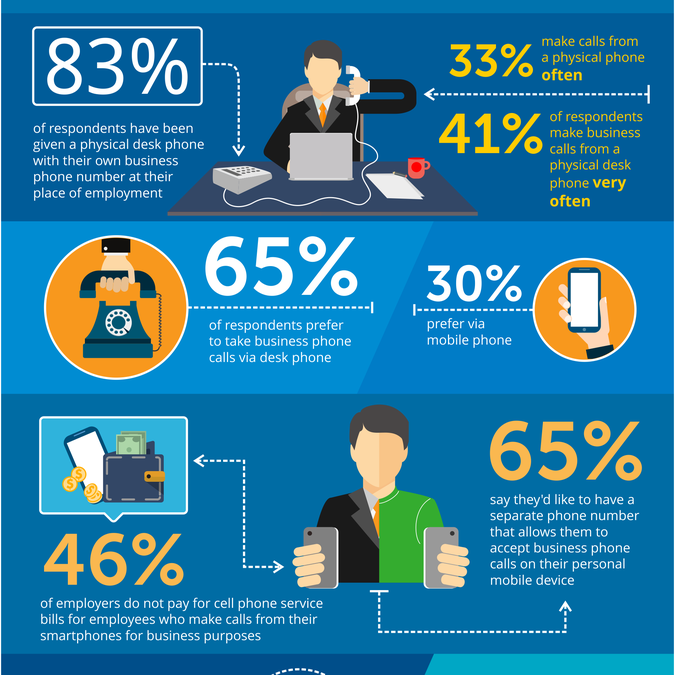 83%
of respondents have been
given a physical desk phone
with their own business
phone number at their
place of employment
33%
make calls from
a physical phone
often
41%
of respondents
make business
calls from a
physical desk
phone very
often
65%
of respondents prefer
to take business phone
calls via desk phone
30%
prefer via
mobile phone
46%
of employers do not pay for cell phone service
bills for employees who make calls from their
smartphones for business purposes
65%
say they'd like to have a
separate phone number
that allows them to
accept business phone
calls on their personal
mobile device